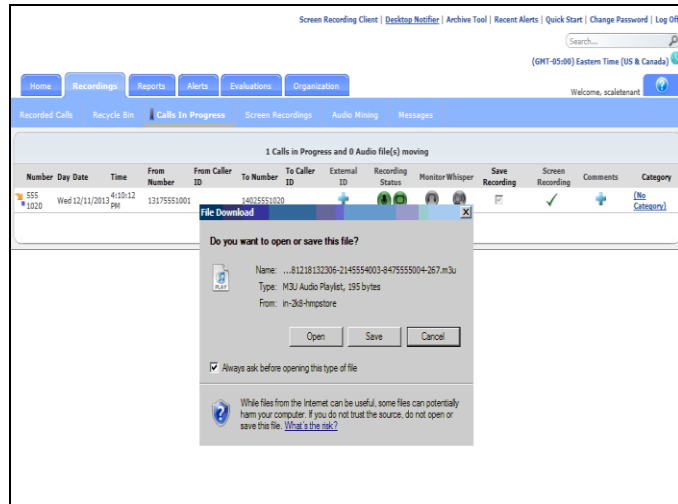 Screen Recording Client | Desktop Notifier | Archive Tool | Recent Alerts | Quick Start | Change Password | Log Off
Search...
(GMT-05:00) Eastern Time (US & Canada)
Home Recordings Reports Alerts Evaluations Organization
Welcome, scaletenant
Recorded Calls Recycle Bin Calls In Progress Screen Recordings Audio Mining Messages
1 Calls in Progress and 0 Audio file(s) moving
Number Day Date Time From Number From Caller ID To Number To Caller ID External ID Recording Status Monitor Whisper Save Recording Screen Recording Comments Category
555 1020 Wed 12/11/2013 4:10:12 PM 13175551001 14025551020 (No Category)
File Download
Do you want to open or save this file?
Name: ...81218132306-2145554003-8475555004-267.m3u
PLAY
Type: M3U Audio Playlist, 195 bytes
From: in-2k8-hmpstore
Open Save Cancel
Always ask before opening this type of file
While files from the Internet can be useful, some files can potentially
harm your computer. If you do not trust the source, do not open or
save this file. What's the risk?